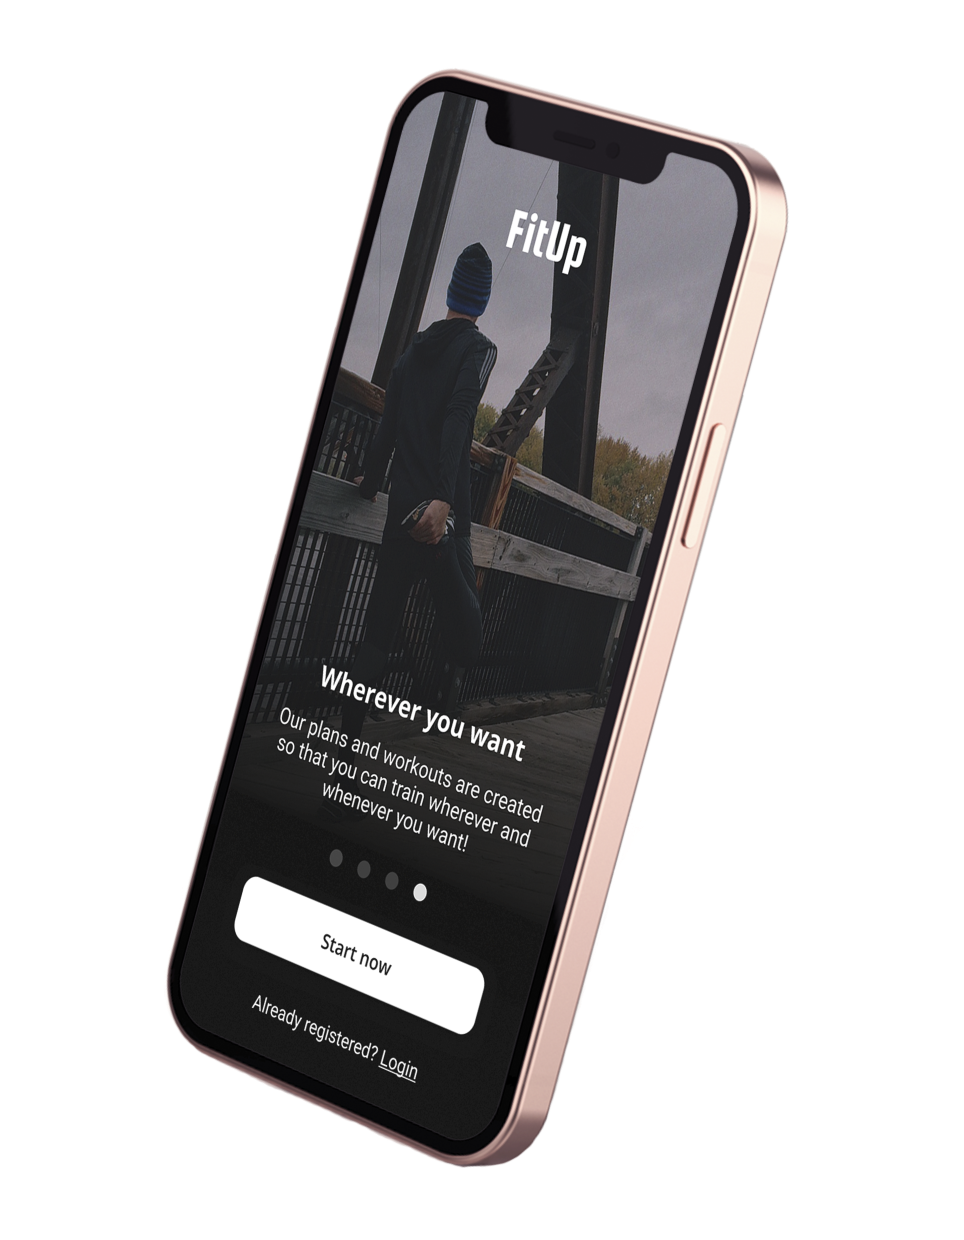 FitUp
Wherever you want
Our plans and workouts are created
so that you can train wherever and
whenever you want!
Start now
Already registered? Login